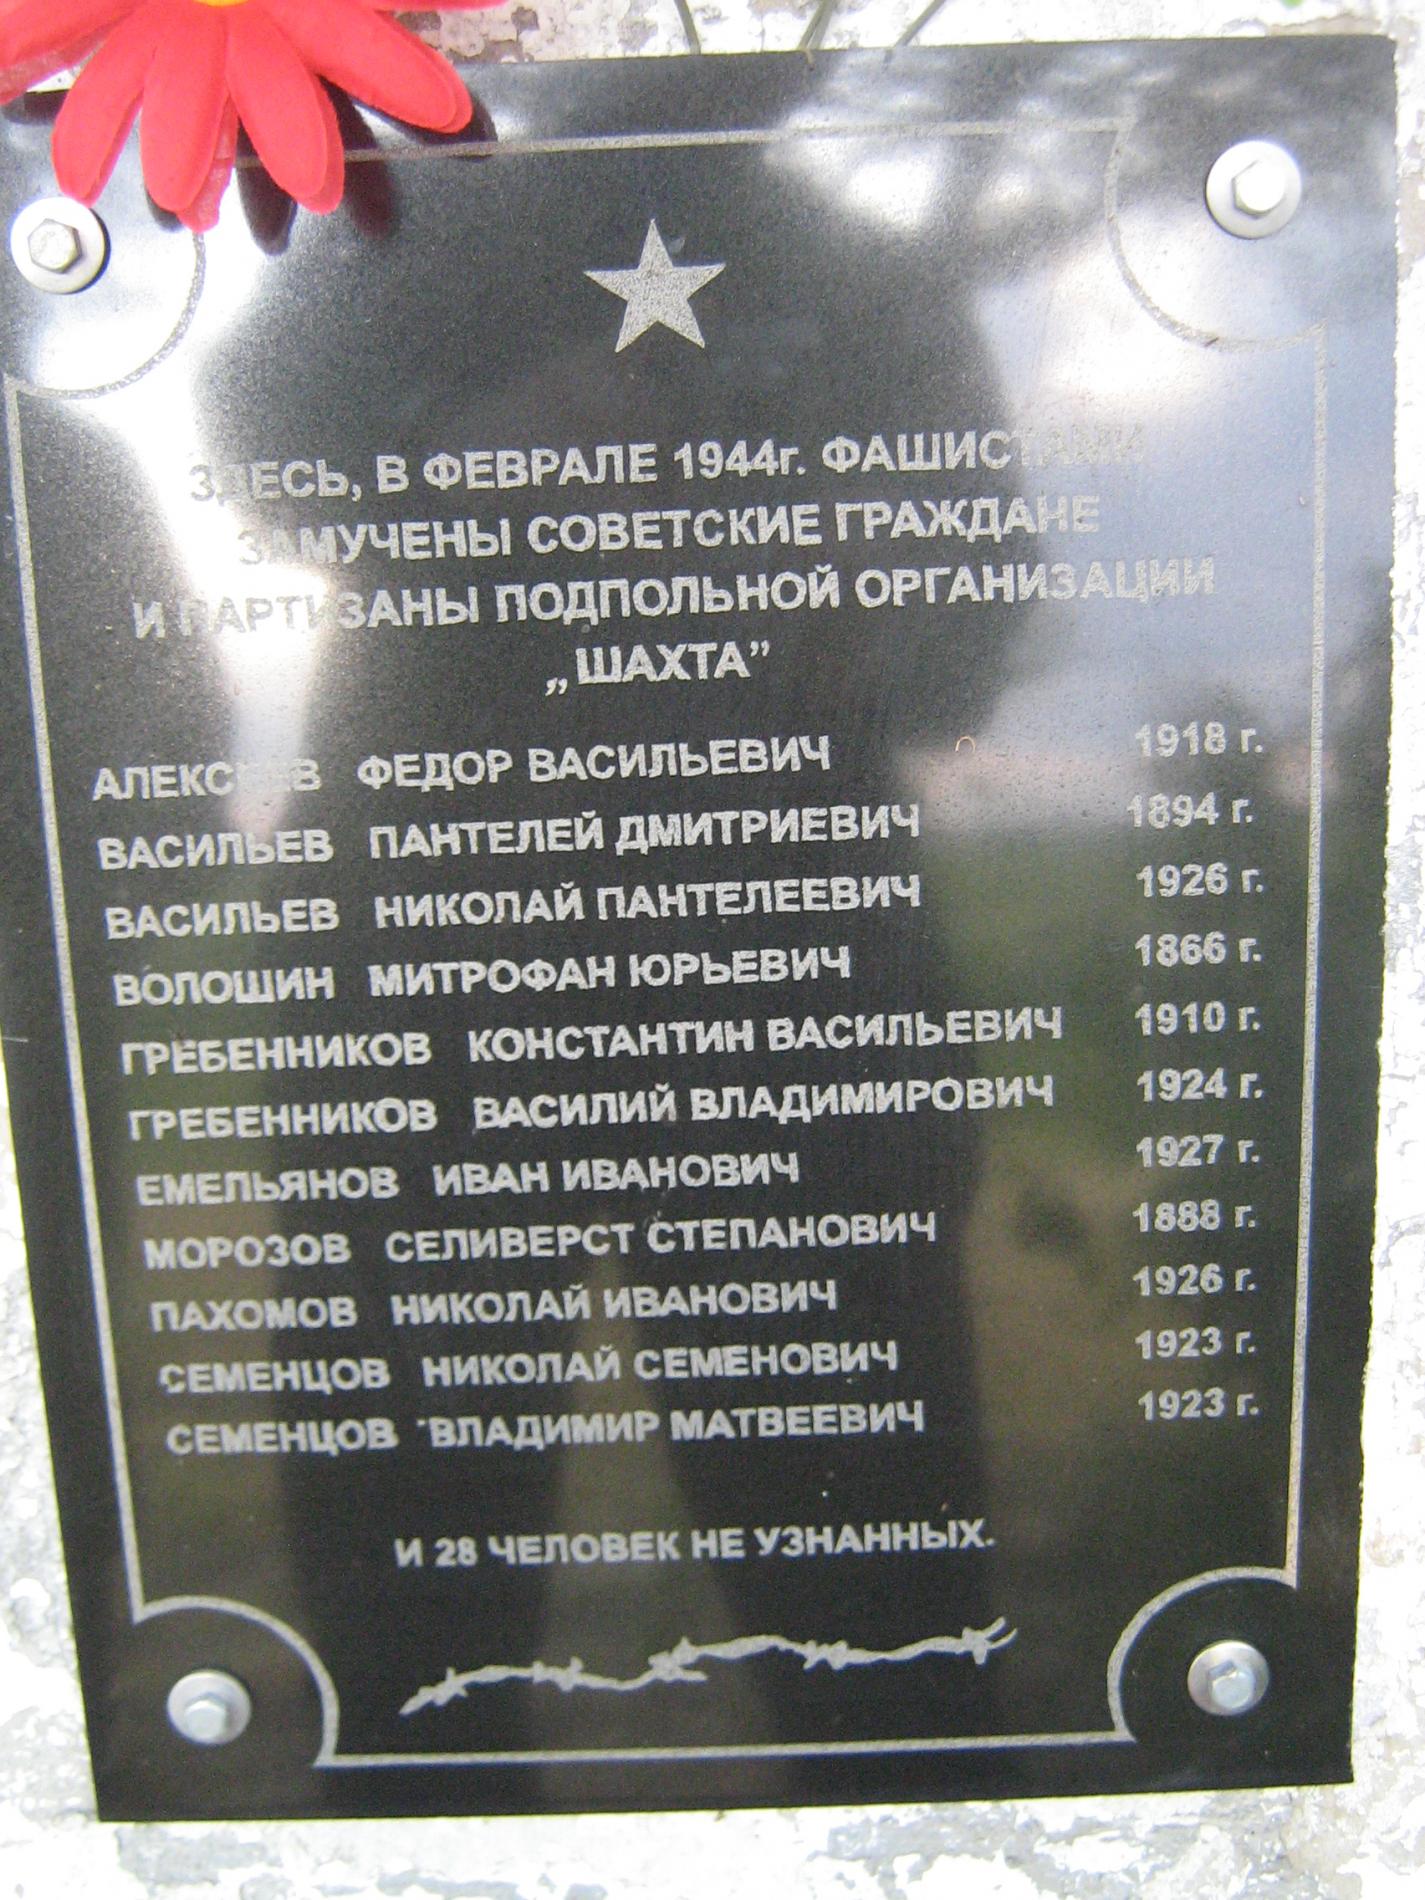 ЗДЕСЬ, В ФЕВРАЛЕ 1944г. ФАШИСТАМИ
ЗАМУЧЕНЫ СОВЕТСКИЕ ГРАЖДАНЕ
И ПАРТИЗАНЫ ПОДПОЛЬНОЙ ОРГАНИЗАЦИИ
„ШАХТА”
АЛЕКСЕЕВ ФЕДОР ВАСИЛЬЕВИЧ 1918 г.
ВАСИЛЬЕВ ПАНТЕЛЕЙ ДМИТРИЕВИЧ 1894 г.
ВАСИЛЬЕВ НИКОЛАЙ ПАНТЕЛЕЕВИЧ 1926 г.
ВОЛОШИН МИТРОФАН ЮРЬЕВИЧ 1866 г.
ГРЕБЕННИКОВ КОНСТАНТИН ВАСИЛЬЕВИЧ 1910 г.
ГРЕБЕННИКОВ ВАСИЛИЙ ВЛАДИМИРОВИЧ 1924 г.
ЕМЕЛЬЯНОВ ИВАН ИВАНОВИЧ 1927 г.
МОРОЗОВ СЕЛИВЕРСТ СТЕПАНОВИЧ 1888 г.
ПАХОМОВ НИКОЛАЙ ИВАНОВИЧ 1926 г.
СЕМЕНЦОВ НИКОЛАЙ СЕМЕНОВИЧ 1923 г.
СЕМЕНЦОВ ВЛАДИМИР МАТВЕЕВИЧ 1923 г.
И 28 ЧЕЛОВЕК НЕ УЗНАННЫХ.